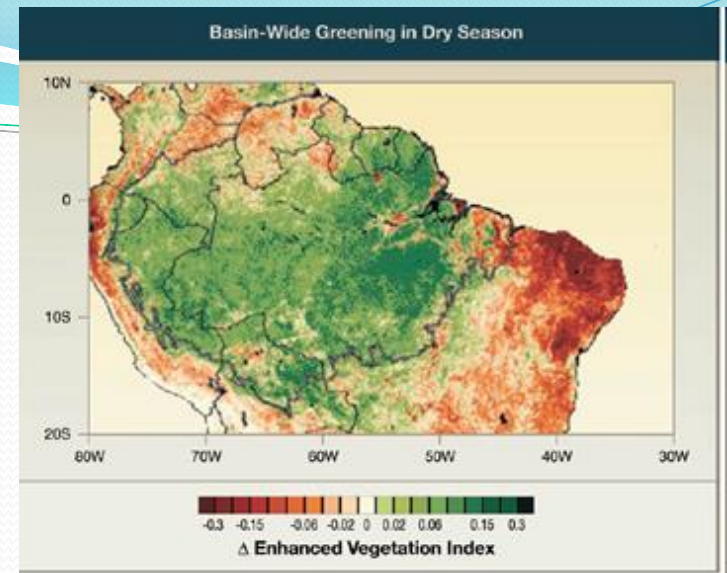 Basin-Wide Greening in Dry Season
10N
0
10S
20S
80W 70W 60W 50W 40W 30W
-0.3 -0.15 -0.06 -0.02 0 0.02 0.06 0.15 0.3
Δ Enhanced Vegetation Index